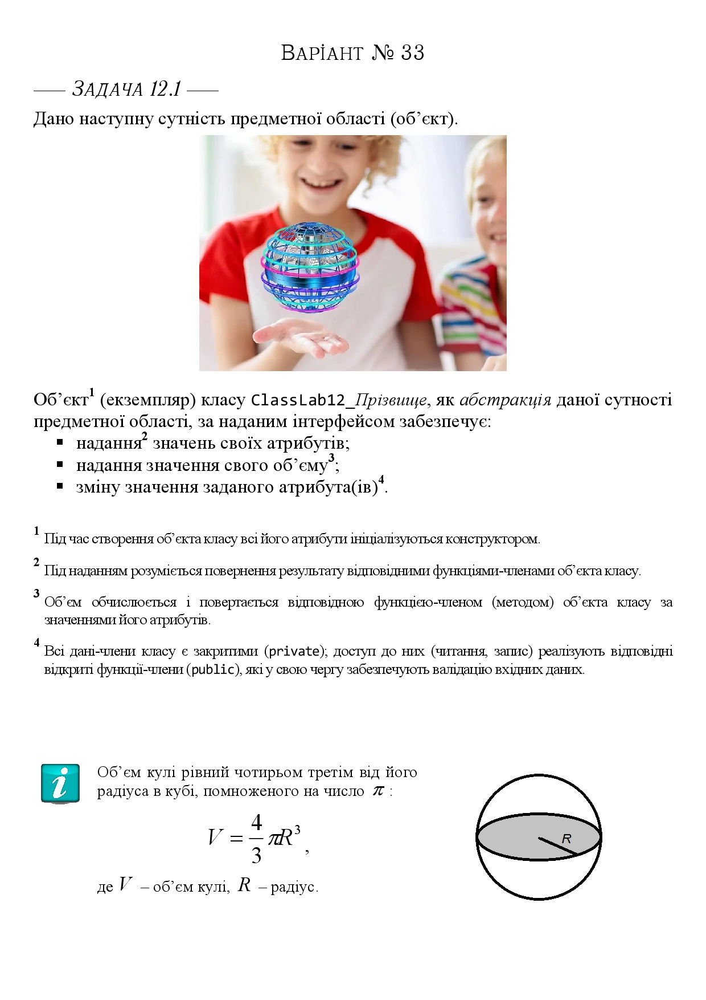 Варіант № 33
Задача 12.1
Дано наступну сутність предметної області (об’єкт).
Об’єкт1 (екземпляр) класу ClassLab12_Прізвище, як абстракція даної сутності
предметної області, за наданим інтерфейсом забезпечує:
▪ надання2 значень своїх атрибутів;
▪ надання значення свого об’єму3;
▪ зміну значення заданого атрибута(ів)4.
1 Під час створення об’єкта класу всі його атрибути ініціалізуються конструктором.
2 Під наданням розуміється повернення результату відповідними функціями-членами об’єкта класу.
3 Об’єм обчислюється і повертається відповідною функцією-членом (методом) об’єкта класу за
значеннями його атрибутів.
4 Всі дані-члени класу є закритими (private); доступ до них (читання, запис) реалізують відповідні
відкриті функції-члени (public), які у свою чергу забезпечують валідацію вхідних даних.
i
Об’єм кулі рівний чотирьом третім від його
радіуса в кубі, помноженого на число π :
V = 4/3 πR³ ,
де V – об’єм кулі, R – радіус.
R